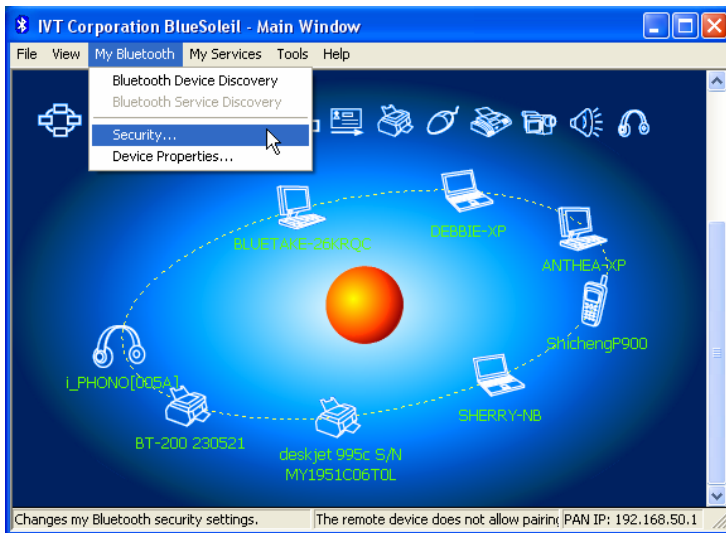 IVT Corporation BlueSoleil - Main Window
File View My Bluetooth My Services Tools Help
Bluetooth Device Discovery
Bluetooth Service Discovery
Security...
Device Properties...
BLUETAKE-26KRQC
DEBBIE-XP
ANTHEA-XP
ShichengP900
i_PHONO[005A]
SHERRY-NB
BT-200 230521
deskjet 995c S/N
MY1951C06T0L
Changes my Bluetooth security settings. The remote device does not allow pairing PAN IP: 192.168.50.1